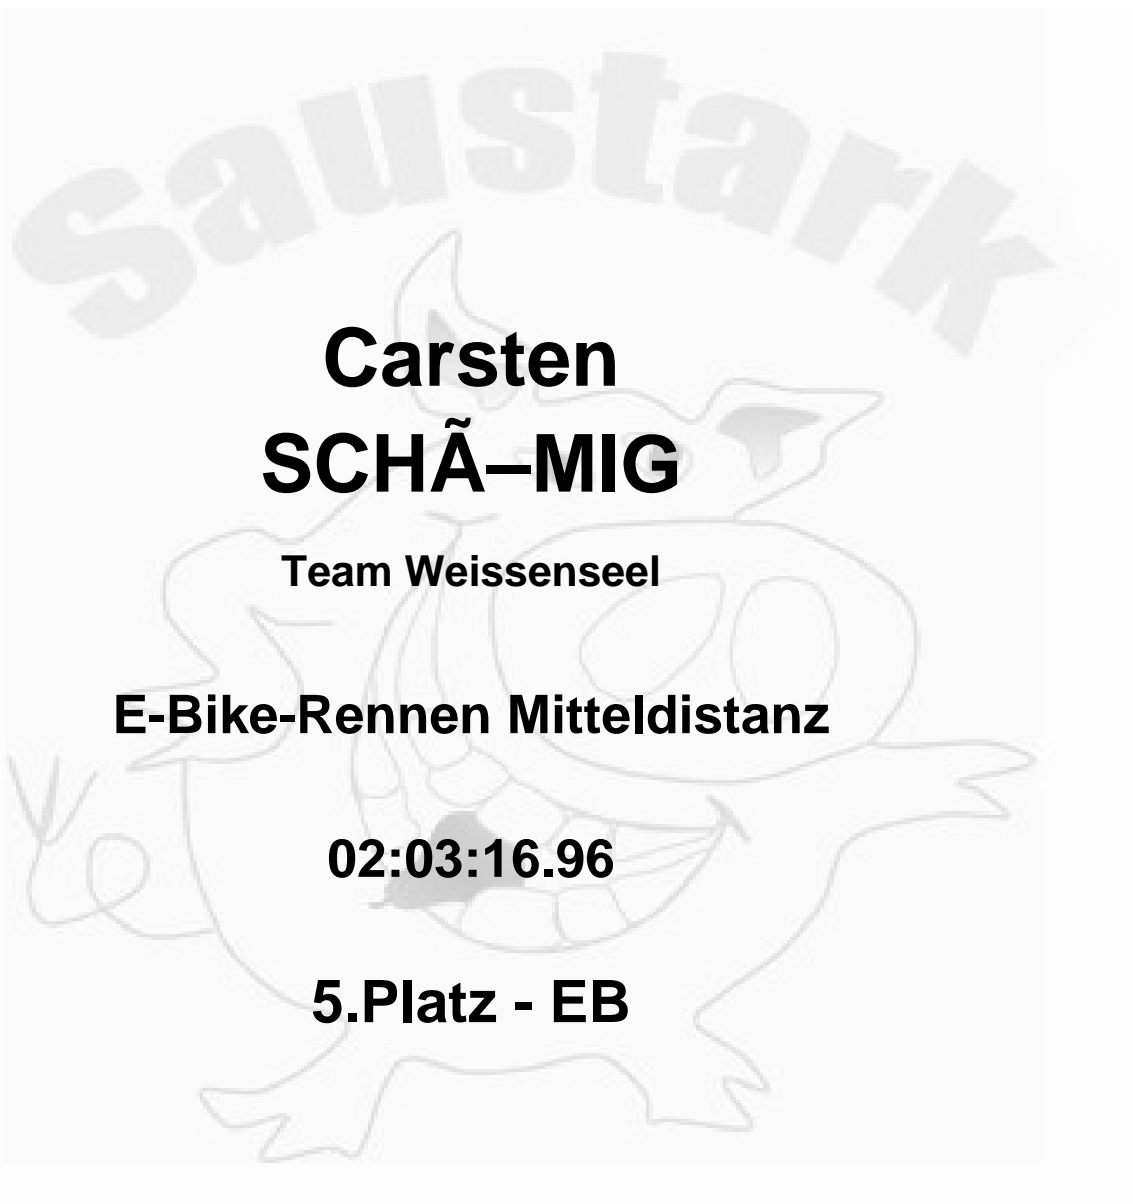 Saustark
Carsten
SCHÃ–MIG
Team Weissenseel
E-Bike-Rennen Mitteldistanz
02:03:16.96
5.Platz - EB